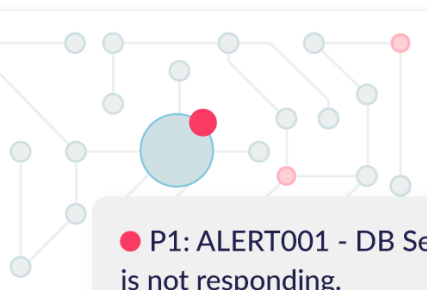 P1: ALERT001 - DB
is not responding.